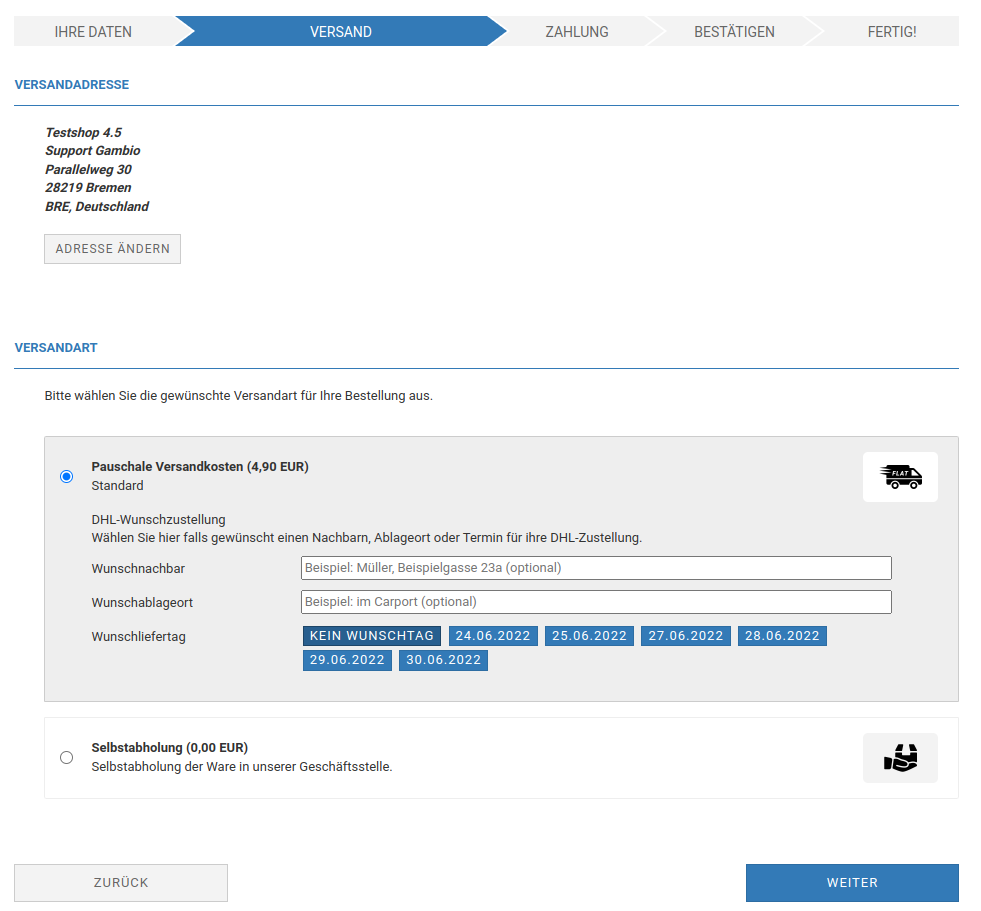 IHRE DATEN VERSAND ZAHLUNG BESTÄTIGEN FERTIG!
VERSANDADRESSE
Testshop 4.5
Support Gambio
Parallelweg 30
28219 Bremen
BRE, Deutschland
ADRESSE ÄNDERN
VERSANDART
Bitte wählen Sie die gewünschte Versandart für Ihre Bestellung aus.
Pauschale Versandkosten (4,90 EUR)
Standard
FLAT
DHL-Wunschzustellung
Wählen Sie hier falls gewünscht einen Nachbarn, Ablageort oder Termin für ihre DHL-Zustellung.
Wunschnachbar Beispiel: Müller, Beispielgasse 23a (optional)
Wunschablageort Beispiel: im Carport (optional)
Wunschliefertag KEIN WUNSCHTAG 24.06.2022 25.06.2022 27.06.2022 28.06.2022
29.06.2022 30.06.2022
Selbstabholung (0,00 EUR)
Selbstabholung der Ware in unserer Geschäftsstelle.
ZURÜCK WEITER